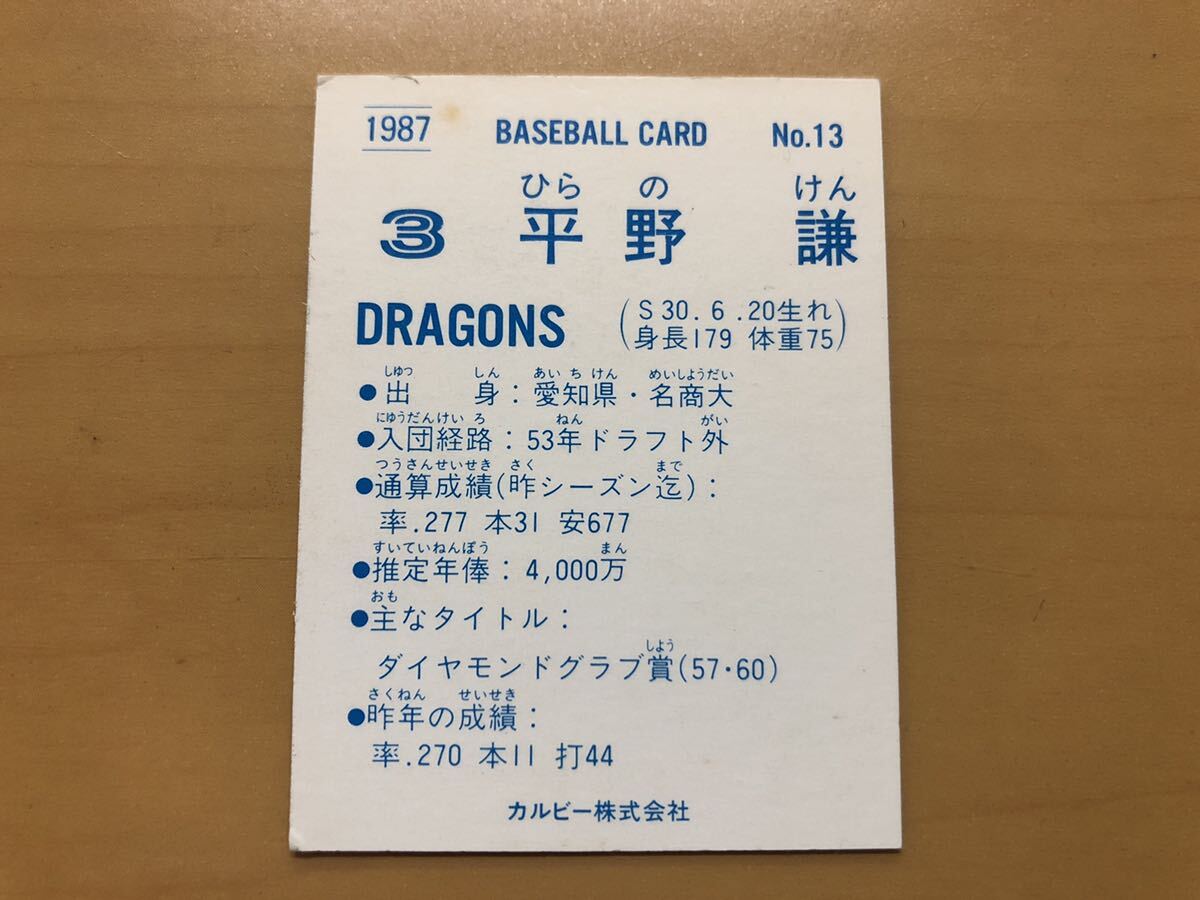 1987 BASEBALL CARD No.13
ひら の けん
3 平野 謙
DRAGONS
(S30.6.20生れ
身長179 体重75)
しゆつ しん あいちけん めいしようだい
●出 身：愛知県・名商大
にゆうだんけいろ ねん がい
●入団経路：53年ドラフト外
つうさんせいせき さく まで
●通算成績(昨シーズン迄)：
率.277 本31 安677
すいていねんぽう まん
●推定年俸：4,000万
おも
●主なタイトル：
しよう
ダイヤモンドグラブ賞(57・60)
さくねん せいせき
●昨年の成績：
率.270 本11 打44
カルビー株式会社